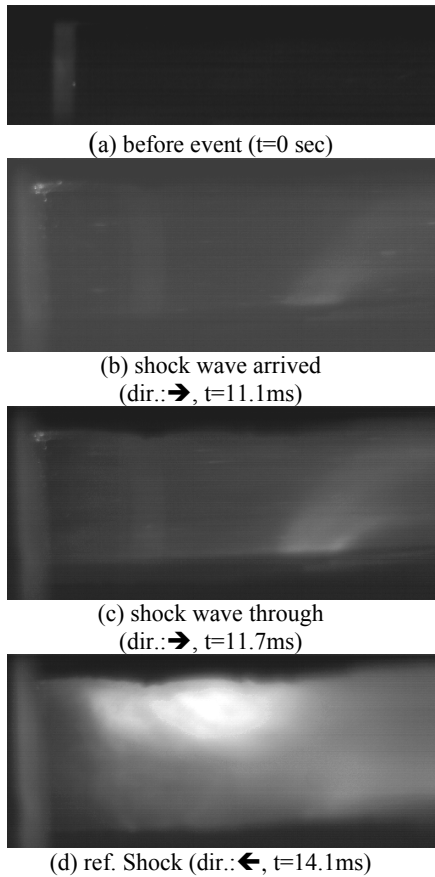 (a) before event (t=0 sec)
(b) shock wave arrived
(dir.:➔, t=11.1ms)
(c) shock wave through
(dir.:➔, t=11.7ms)
(d) ref. Shock (dir.:🡸, t=14.1ms)